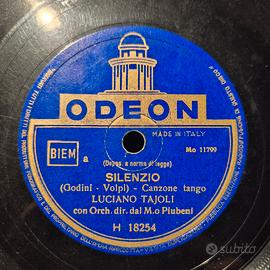 ODEON
MADE IN ITALY
BIEM
a
Mo 11799
(Depos. a norma di legge)
SILENZIO
(Godini - Volpi) - Canzone tango
LUCIANO TAJOLI
con Orch. dir. dal M.o Piubeni
H 18254
subito